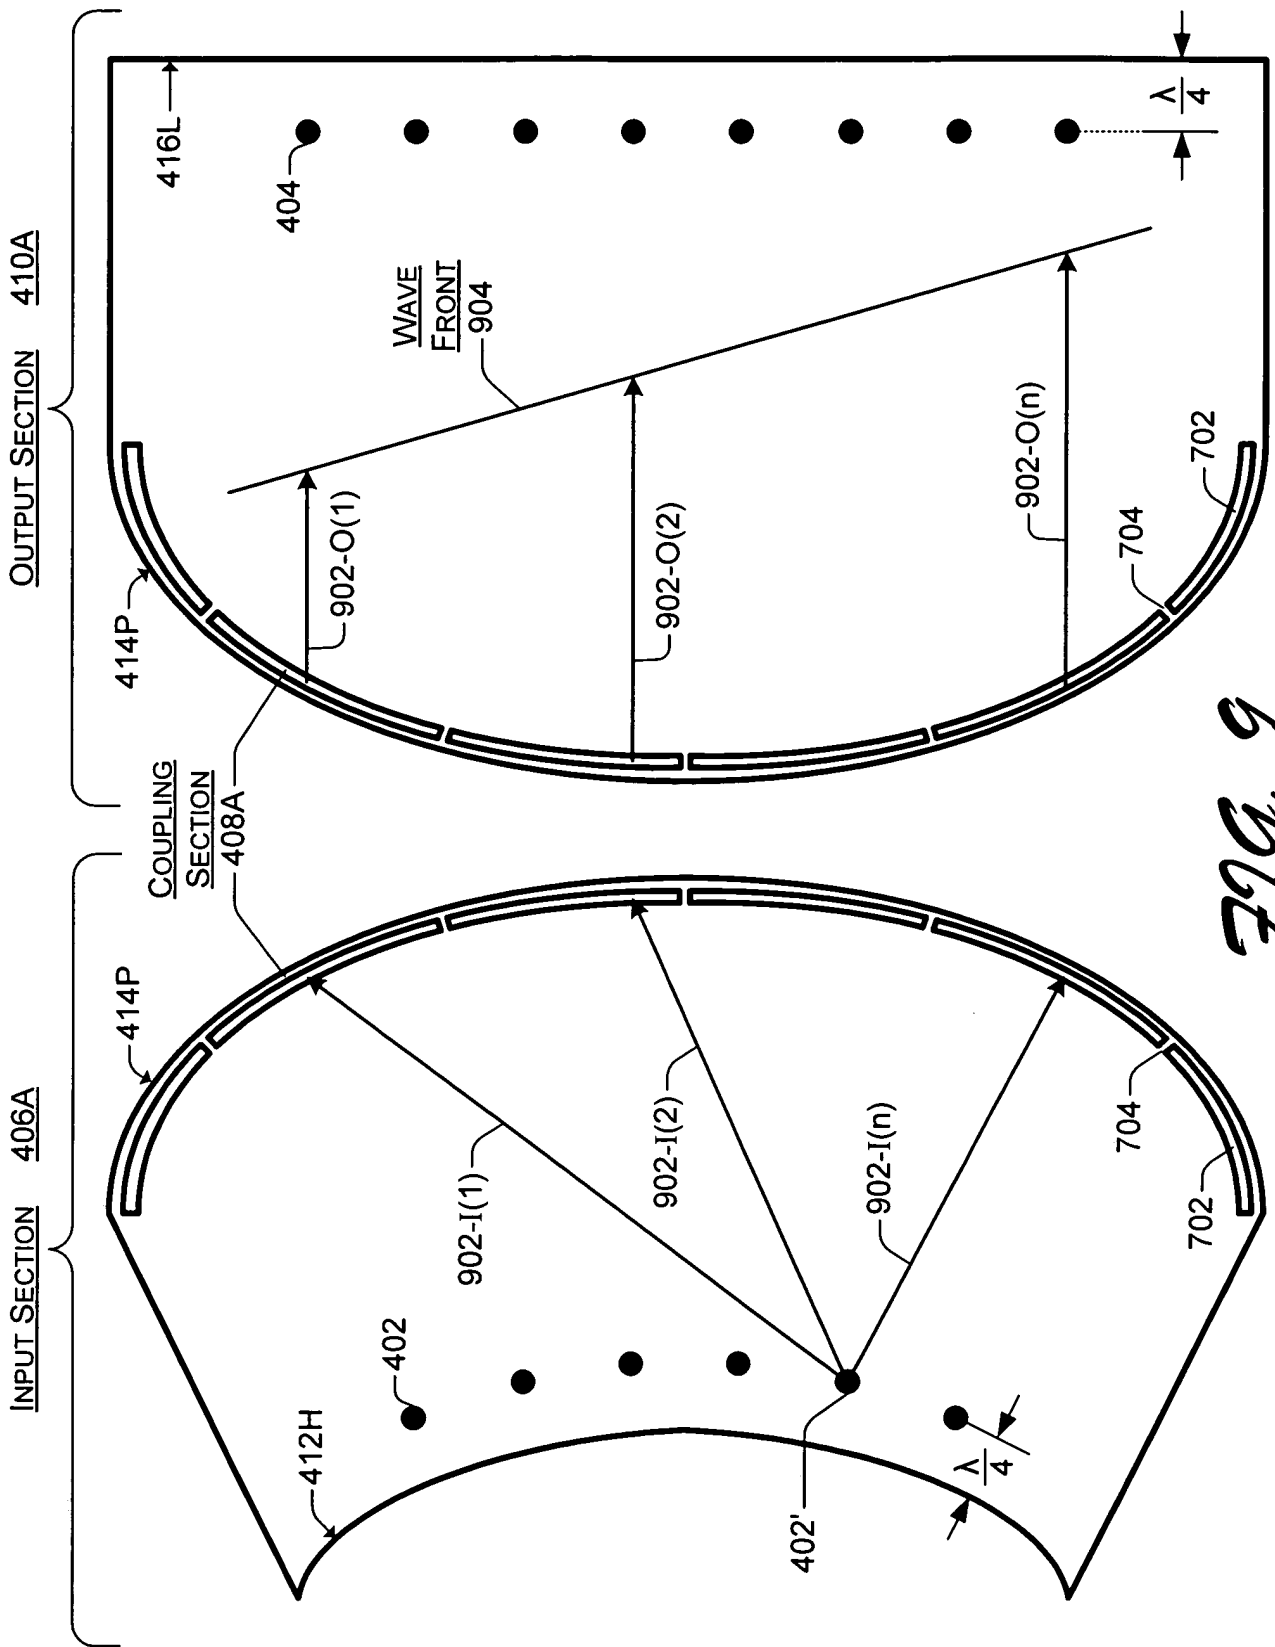 INPUT SECTION 406A
OUTPUT SECTION 410A
414P
414P
416L
COUPLING
SECTION
408A
404
402
412H
WAVE
FRONT
904
902-I(1)
902-O(1)
902-I(2)
902-O(2)
902-I(n)
902-O(n)
402'
λ
4
λ
4
704
702
704
702
FIG. 9